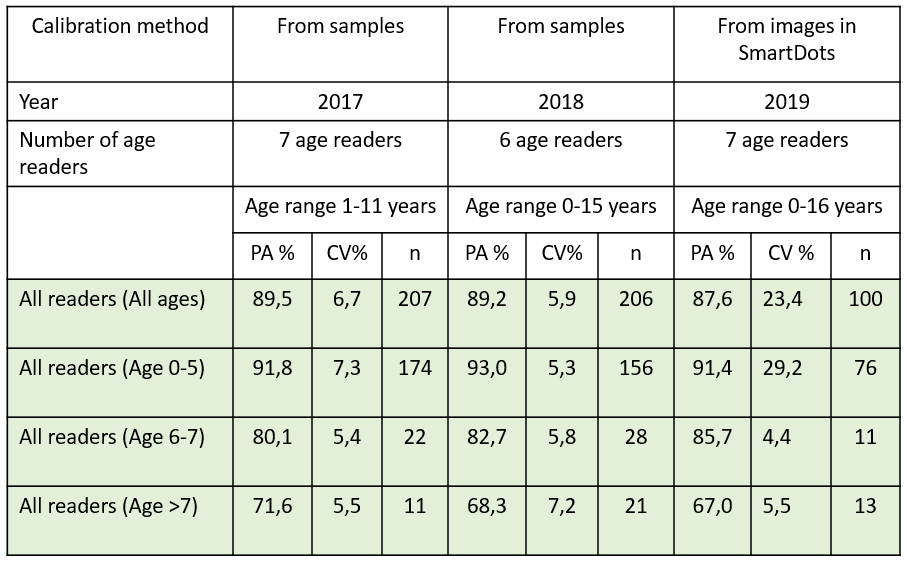 Calibration method From samples From samples From images in
SmartDots
Year 2017 2018 2019
Number of age 7 age readers 6 age readers 7 age readers
readers
Age range 1-11 years Age range 0-15 years Age range 0-16 years
PA % CV% n PA % CV% n PA % CV % n
All readers (All ages) 89,5 6,7 207 89,2 5,9 206 87,6 23,4 100
All readers (Age 0-5) 91,8 7,3 174 93,0 5,3 156 91,4 29,2 76
All readers (Age 6-7) 80,1 5,4 22 82,7 5,8 28 85,7 4,4 11
All readers (Age >7) 71,6 5,5 11 68,3 7,2 21 67,0 5,5 13